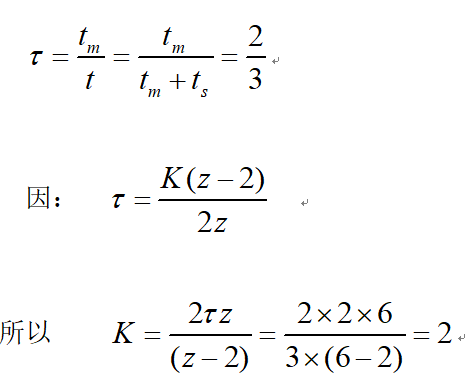 τ = t_m / t = t_m / (t_m + t_s) = 2/3 ↵
因： τ = K(z − 2) / 2z ↵
所以 K = 2τz / (z − 2) = 2×2×6 / 3×(6−2) = 2 ↵